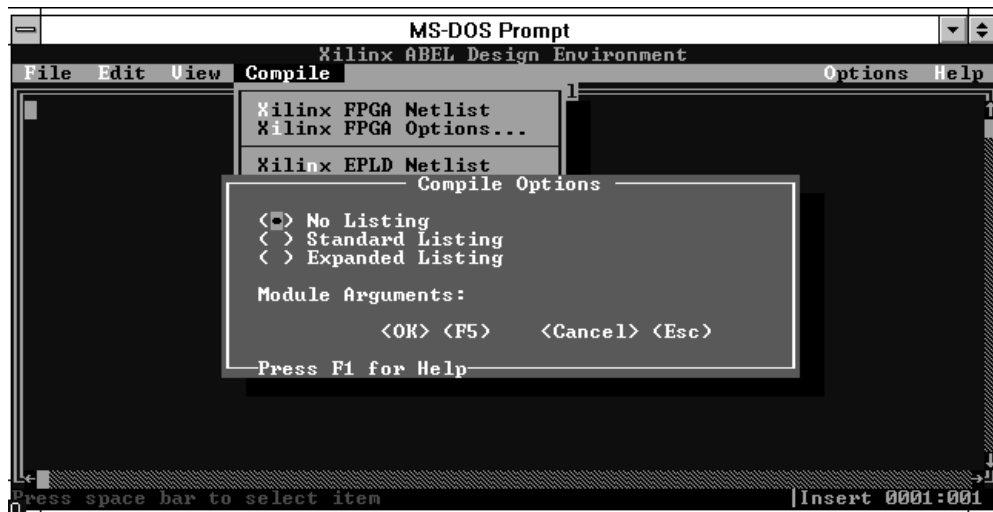 MS-DOS Prompt
Xilinx ABEL Design Environment
File Edit View Compile Options Help
Xilinx FPGA Netlist
Xilinx FPGA Options...
Xilinx EPLD Netlist
Compile Options
(•) No Listing
( ) Standard Listing
( ) Expanded Listing
Module Arguments:
<OK> (F5) <Cancel> (Esc)
Press F1 for Help
Press space bar to select item |Insert 0001:001